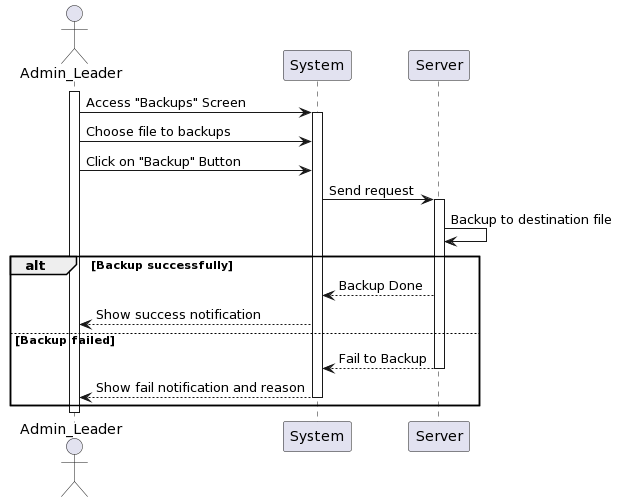 Admin_Leader
System
Server
Access "Backups" Screen
Choose file to backups
Click on "Backup" Button
Send request
Backup to destination file
alt
[Backup successfully]
Backup Done
Show success notification
[Backup failed]
Fail to Backup
Show fail notification and reason
Admin_Leader
System
Server